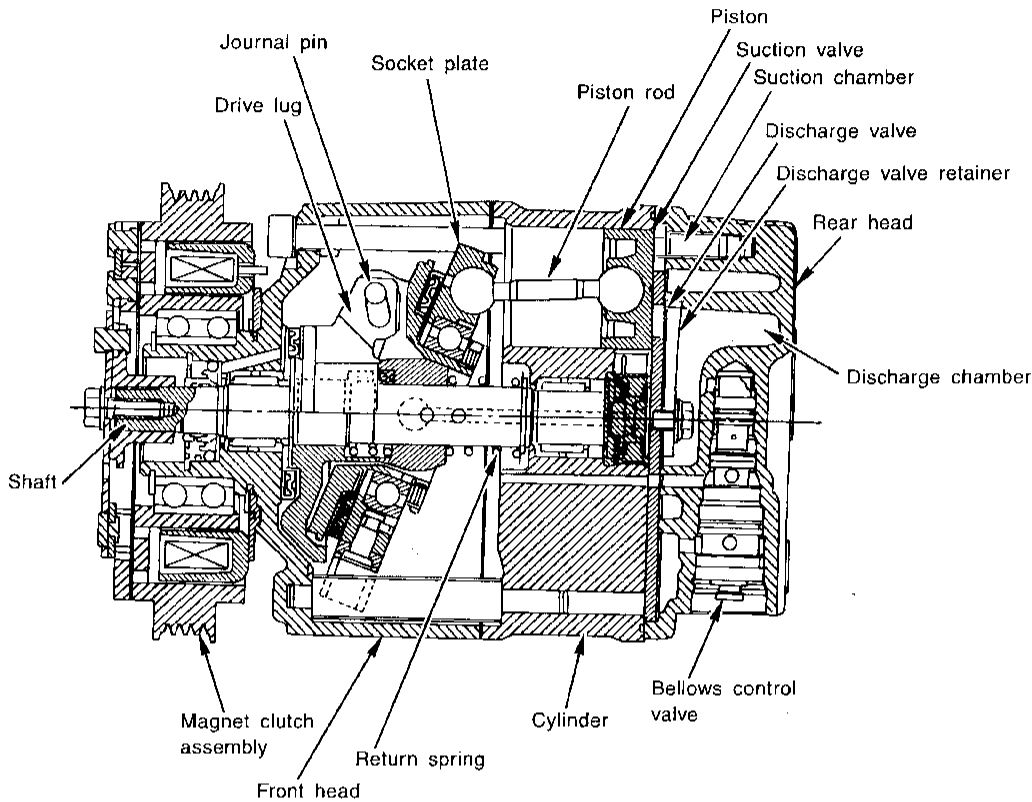 Piston
Journal pin
Suction valve
Socket plate
Suction chamber
Piston rod
Drive lug
Discharge valve
Discharge valve retainer
Rear head
Discharge chamber
Shaft
Bellows control
valve
Magnet clutch
assembly
Cylinder
Return spring
Front head